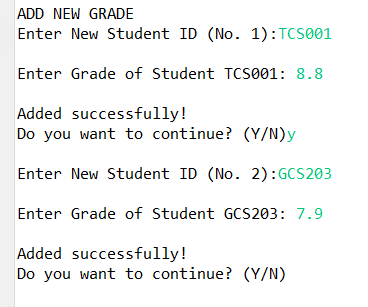 ADD NEW GRADE
Enter New Student ID (No. 1):TCS001
Enter Grade of Student TCS001: 8.8
Added successfully!
Do you want to continue? (Y/N)y
Enter New Student ID (No. 2):GCS203
Enter Grade of Student GCS203: 7.9
Added successfully!
Do you want to continue? (Y/N)